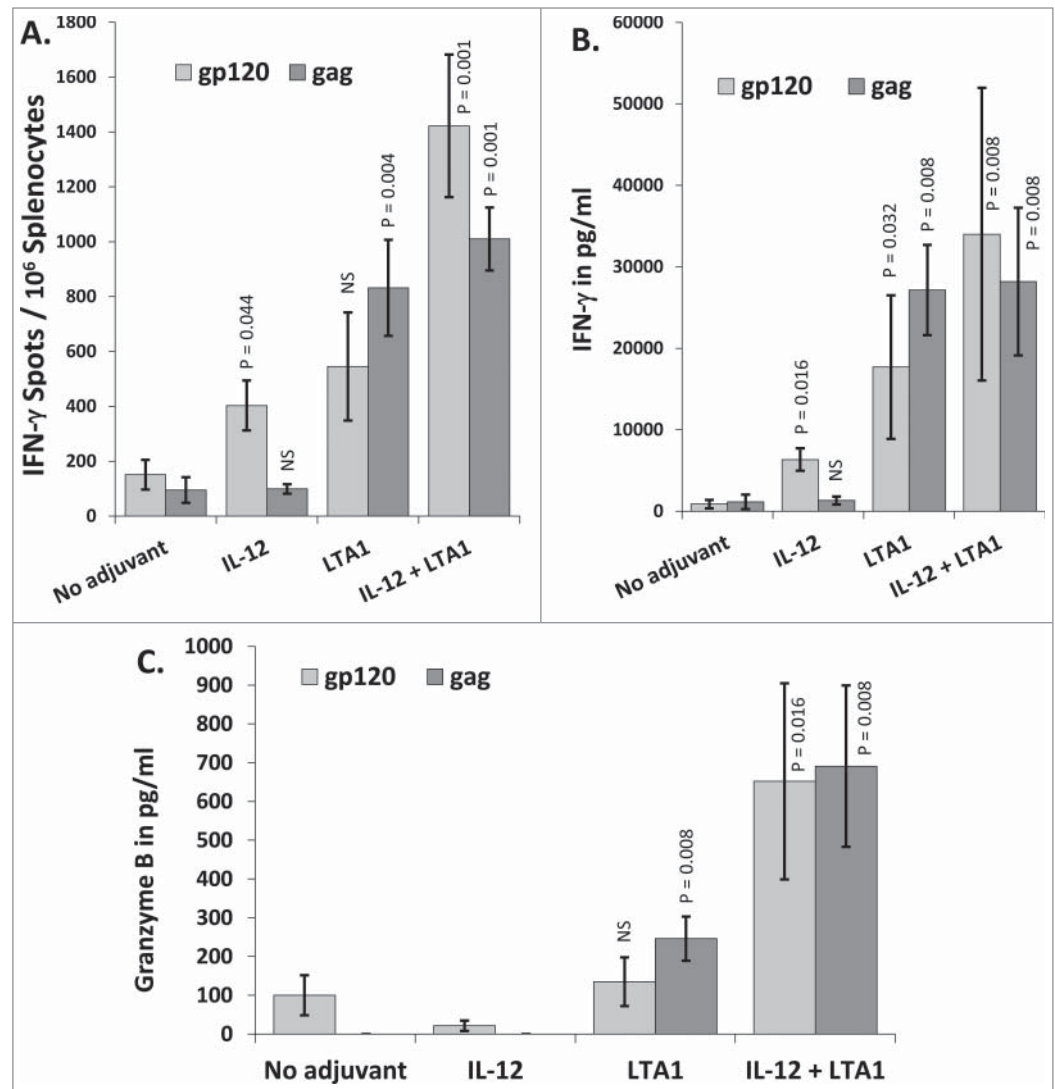 A.
1800
1600
1400
1200
1000
800
600
400
200
0
IFN-γ Spots / 10⁶ Splenocytes
gp120 gag
P = 0.044
NS
NS
P = 0.004
P = 0.001
P = 0.001
No adjuvant IL-12 LTA1 IL-12 + LTA1
B.
60000
50000
40000
30000
20000
10000
0
IFN-γ in pg/ml
gp120 gag
P = 0.016
NS
P = 0.032
P = 0.008
P = 0.008
P = 0.008
No adjuvant IL-12 LTA1 IL-12 + LTA1
C.
1000
900
800
700
600
500
400
300
200
100
0
Granzyme B in pg/ml
gp120 gag
NS
P = 0.008
P = 0.016
P = 0.008
No adjuvant IL-12 LTA1 IL-12 + LTA1